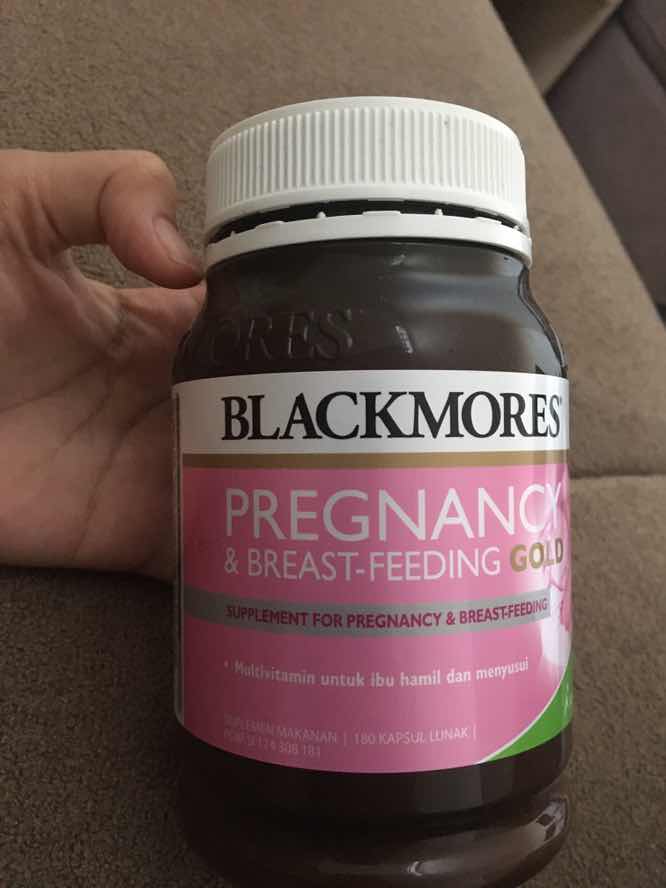 ORES
BLACKMORES
PREGNANCY
& BREAST-FEEDING GOLD
SUPPLEMENT FOR PREGNANCY & BREAST-FEEDING
• Multivitamin untuk ibu hamil dan menyusui
SUPLEMEN MAKANAN | 180 KAPSUL LUNAK |